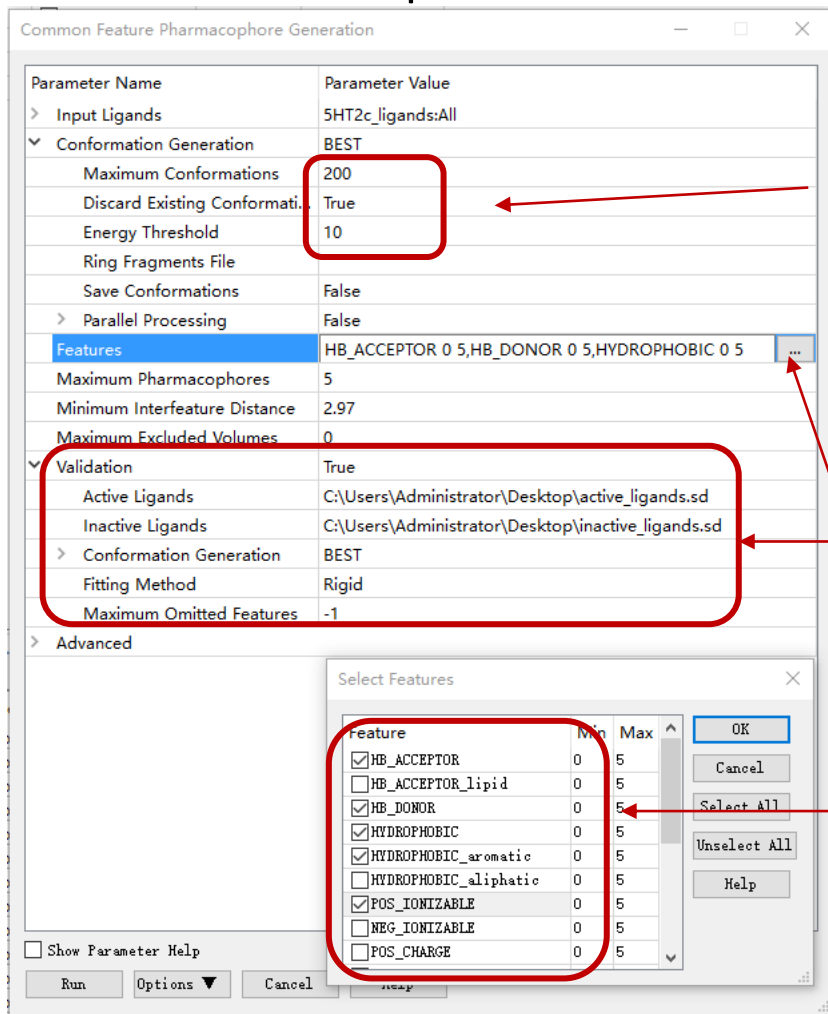 Common Feature Pharmacophore Generation
Parameter Name Parameter Value
Input Ligands 5HT2c_ligands:All
Conformation Generation BEST
Maximum Conformations 200
Discard Existing Conformati... True
Energy Threshold 10
Ring Fragments File
Save Conformations False
Parallel Processing False
Features HB_ACCEPTOR 0 5,HB_DONOR 0 5,HYDROPHOBIC 0 5 ...
Maximum Pharmacophores 5
Minimum Interfeature Distance 2.97
Maximum Excluded Volumes 0
Validation True
Active Ligands C:\Users\Administrator\Desktop\active_ligands.sd
Inactive Ligands C:\Users\Administrator\Desktop\inactive_ligands.sd
Conformation Generation BEST
Fitting Method Rigid
Maximum Omitted Features -1
Advanced
Select Features
Feature Min Max
HB_ACCEPTOR 0 5
HB_ACCEPTOR_lipid 0 5
HB_DONOR 0 5
HYDROPHOBIC 0 5
HYDROPHOBIC_aromatic 0 5
HYDROPHOBIC_aliphatic 0 5
POS_IONIZABLE 0 5
NEG_IONIZABLE 0 5
POS_CHARGE 0 5
OK
Cancel
Select All
Unselect All
Help
Show Parameter Help
Run Options Cancel Help